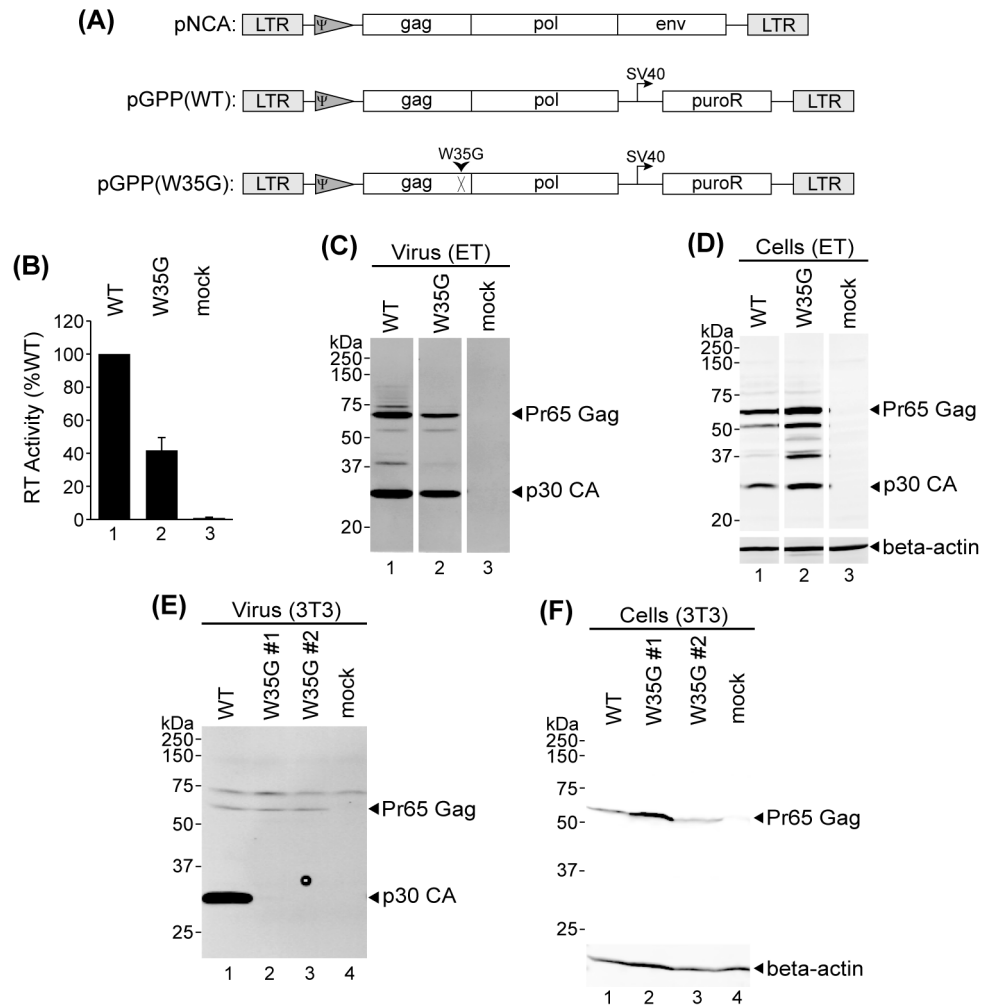 (A)
pNCA: LTR Ψ gag pol env LTR
SV40
pGPP(WT): LTR Ψ gag pol puroR LTR
W35G SV40
pGPP(W35G): LTR Ψ gag pol puroR LTR
(B)
WT W35G mock
RT Activity (%WT)
120
100
80
60
40
20
0
1 2 3
(C)
Virus (ET)
WT W35G mock
kDa
250
150
75
Pr65 Gag
50
37
p30 CA
20
1 2 3
(D)
Cells (ET)
WT W35G mock
kDa
250
150
75
Pr65 Gag
50
37
p30 CA
20
beta-actin
1 2 3
(E)
Virus (3T3)
WT W35G #1 W35G #2 mock
kDa
250
150
75
Pr65 Gag
50
37
p30 CA
25
1 2 3 4
(F)
Cells (3T3)
WT W35G #1 W35G #2 mock
kDa
250
150
75
Pr65 Gag
50
37
25
beta-actin
1 2 3 4